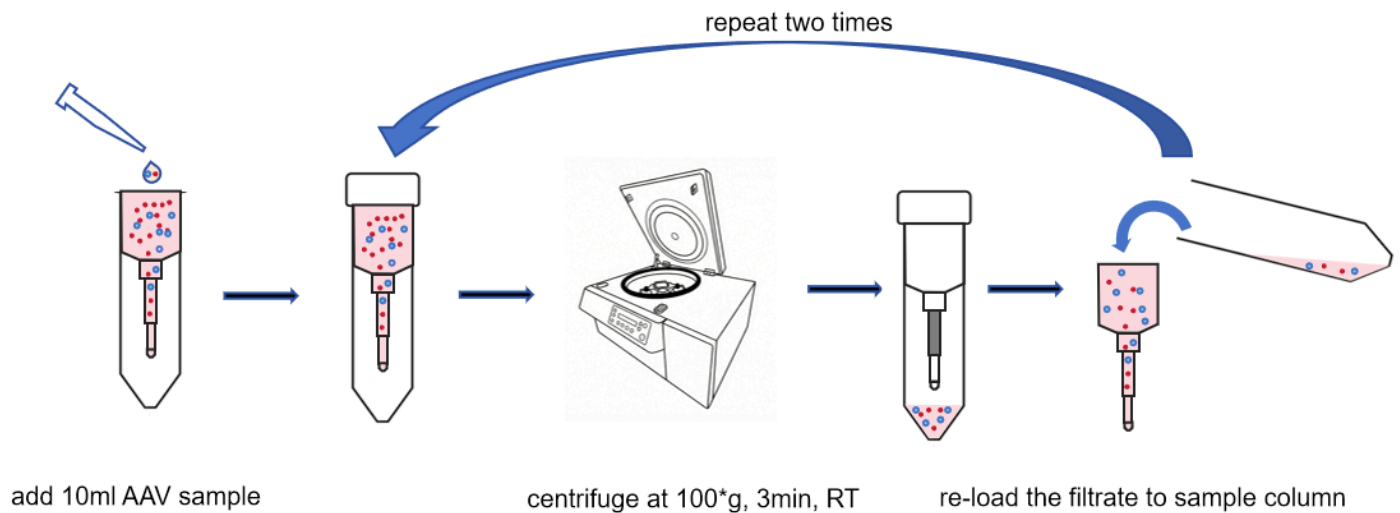 repeat two times
add 10ml AAV sample
centrifuge at 100*g, 3min, RT
re-load the filtrate to sample column